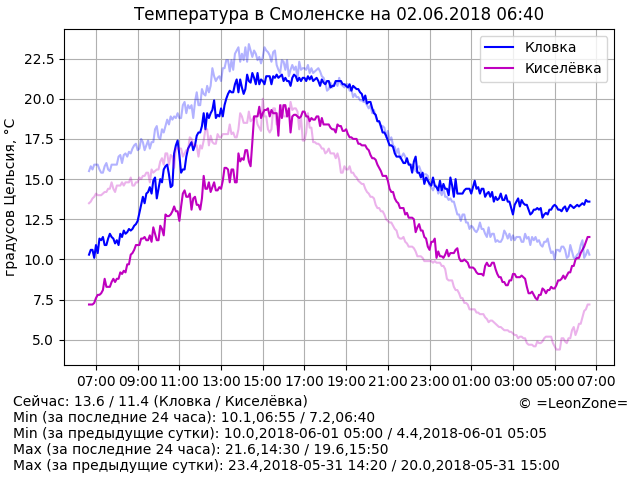 Температура в Смоленске на 02.06.2018 06:40
градусов Цельсия, °C
22.5
20.0
17.5
15.0
12.5
10.0
7.5
5.0
Кловка
Киселёвка
07:00 09:00 11:00 13:00 15:00 17:00 19:00 21:00 23:00 01:00 03:00 05:00 07:00
Сейчас: 13.6 / 11.4 (Кловка / Киселёвка)
© =LeonZone=
Min (за последние 24 часа): 10.1,06:55 / 7.2,06:40
Min (за предыдущие сутки): 10.0,2018-06-01 05:00 / 4.4,2018-06-01 05:05
Max (за последние 24 часа): 21.6,14:30 / 19.6,15:50
Max (за предыдущие сутки): 23.4,2018-05-31 14:20 / 20.0,2018-05-31 15:00